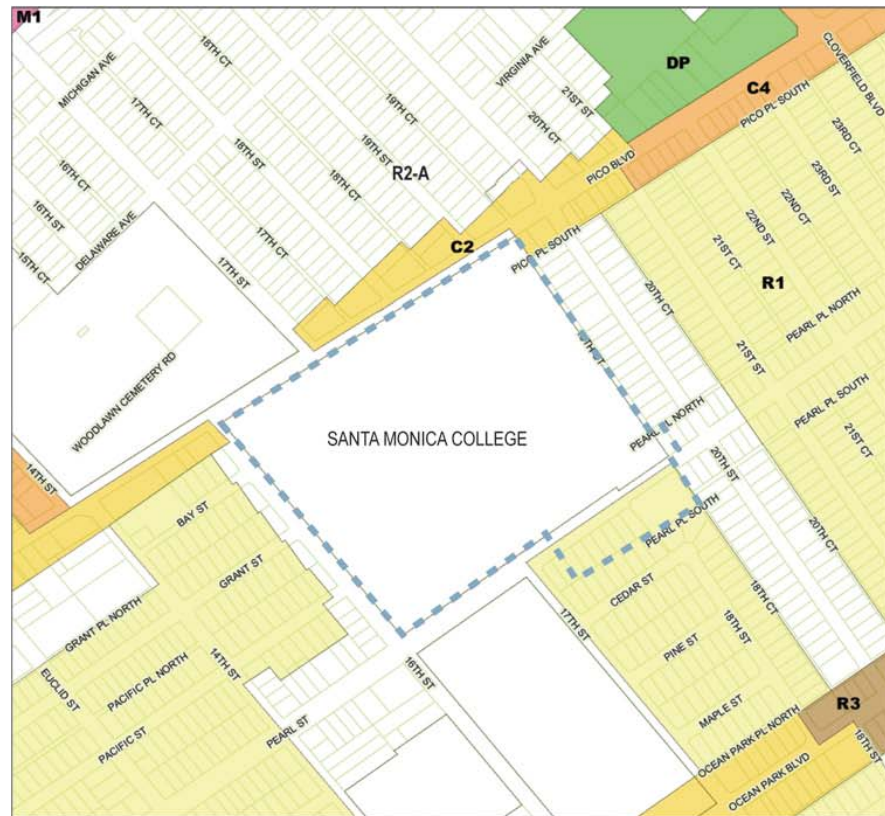 M1
18TH CT
VIRGINIA AVE
DP
CLOVERFIELD BLVD
MICHIGAN AVE
17TH CT
19TH CT
21ST ST
C4
PICO PL SOUTH
20TH CT
18TH ST
19TH ST
23RD CT
16TH CT
R2-A
PICO BLVD
18TH CT
23RD ST
16TH ST
22ND CT
DELAWARE AVE
17TH CT
22ND ST
15TH CT
17TH ST
C2
PICO PL SOUTH
21ST CT
20TH CT
R1
PEARL PL NORTH
21ST ST
WOODLAWN CEMETERY RD
SANTA MONICA COLLEGE
PEARL PL NORTH
PEARL PL SOUTH
14TH ST
21ST CT
20TH ST
BAY ST
PEARL PL SOUTH
20TH CT
GRANT ST
CEDAR ST
18TH CT
GRANT PL NORTH
17TH ST
18TH ST
PINE ST
EUCLID ST
PACIFIC PL NORTH
14TH ST
16TH ST
MAPLE ST
R3
PACIFIC ST
PEARL ST
OCEAN PARK PL NORTH
18TH ST
OCEAN PARK BLVD